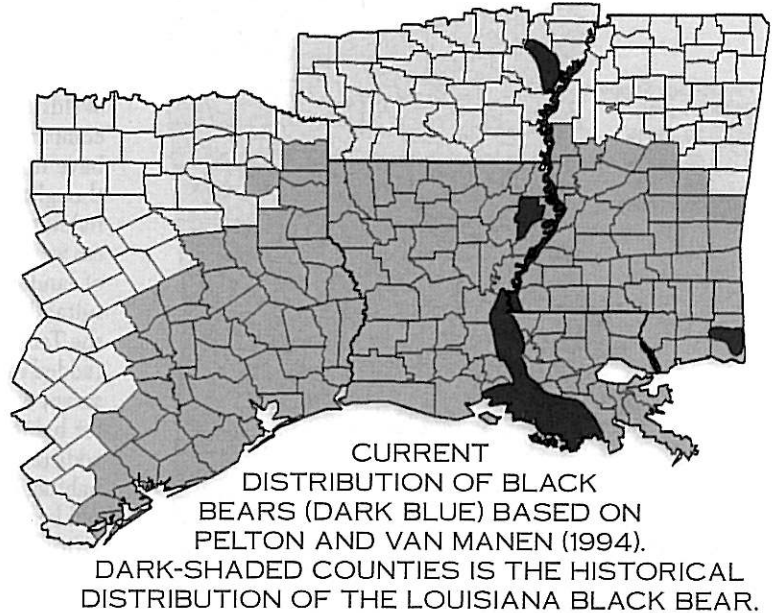 CURRENT
DISTRIBUTION OF BLACK
BEARS (DARK BLUE) BASED ON
PELTON AND VAN MANEN (1994).
DARK-SHADED COUNTIES IS THE HISTORICAL
DISTRIBUTION OF THE LOUISIANA BLACK BEAR.